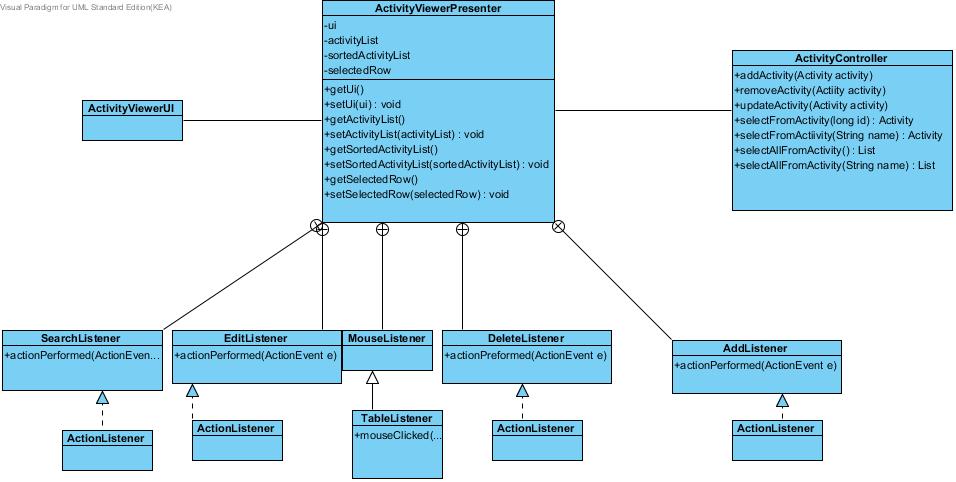 Visual Paradigm for UML Standard Edition(KEA)
ActivityViewerPresenter
-ui
-activityList
-sortedActivityList
-selectedRow
+getUi()
+setUi(ui) : void
+getActivityList()
+setActivityList(activityList) : void
+getSortedActivityList()
+setSortedActivityList(sortedActivityList) : void
+getSelectedRow()
+setSelectedRow(selectedRow) : void
ActivityViewerUI
ActivityController
+addActivity(Activity activity)
+removeActivity(Actiity activity)
+updateActivity(Activity activity)
+selectFromActivity(long id) : Activity
+selectFromActiivity(String name) : Activity
+selectAllFromActivity() : List
+selectAllFromActivity(String name) : List
SearchListener
+actionPerformed(ActionEven...
EditListener
+actionPerformed(ActionEvent e)
MouseListener
DeleteListener
+actionPreformed(ActionEvent e)
AddListener
+actionPerformed(ActionEvent e)
ActionListener
ActionListener
TableListener
+mouseClicked(...
ActionListener
ActionListener